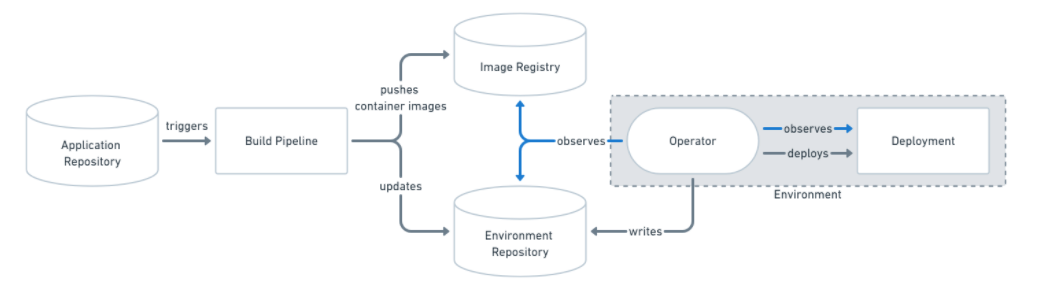 Application
Repository
triggers
Build Pipeline
pushes
container images
updates
Image Registry
Environment
Repository
observes
writes
Operator
observes
deploys
Deployment
Environment